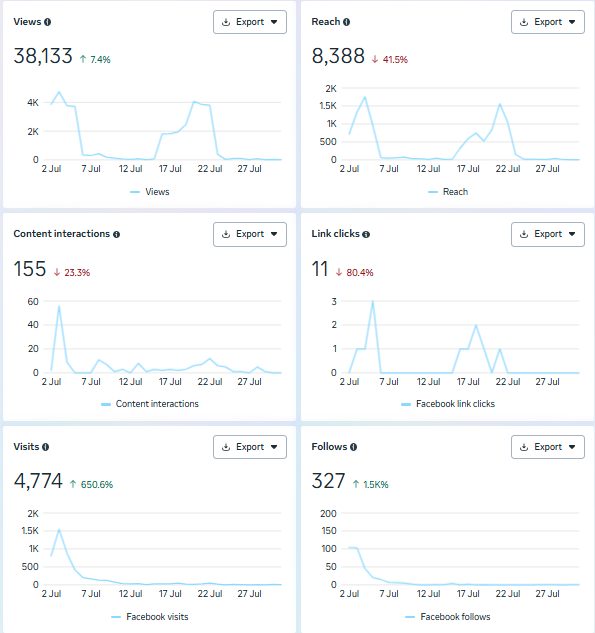 Views
Export
38,133 ↑ 7.4%
4K
2K
0
2 Jul 7 Jul 12 Jul 17 Jul 22 Jul 27 Jul
Views
Reach
Export
8,388 ↓ 41.5%
2K
1.5K
1K
500
0
2 Jul 7 Jul 12 Jul 17 Jul 22 Jul 27 Jul
Reach
Content interactions
Export
155 ↓ 23.3%
60
40
20
0
2 Jul 7 Jul 12 Jul 17 Jul 22 Jul 27 Jul
Content interactions
Link clicks
Export
11 ↓ 80.4%
3
2
1
0
2 Jul 7 Jul 12 Jul 17 Jul 22 Jul 27 Jul
Facebook link clicks
Visits
Export
4,774 ↑ 650.6%
2K
1.5K
1K
500
0
2 Jul 7 Jul 12 Jul 17 Jul 22 Jul 27 Jul
Facebook visits
Follows
Export
327 ↑ 1.5K%
200
150
100
50
0
2 Jul 7 Jul 12 Jul 17 Jul 22 Jul 27 Jul
Facebook follows